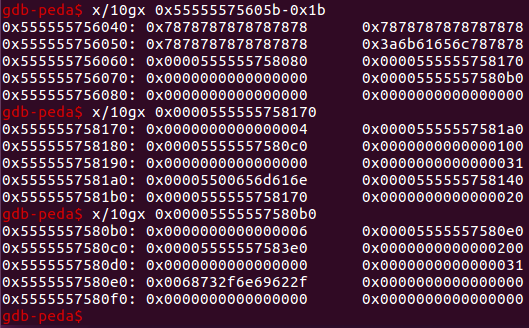 gdb-peda$ x/10gx 0x55555575605b-0x1b
0x555555756040: 0x7878787878787878 0x7878787878787878
0x555555756050: 0x7878787878787878 0x3a6b61656c787878
0x555555756060: 0x0000555555758080 0x0000555555758170
0x555555756070: 0x0000000000000000 0x00005555557580b0
0x555555756080: 0x0000000000000000 0x0000000000000000
gdb-peda$ x/10gx 0x0000555555758170
0x555555758170: 0x0000000000000004 0x00005555557581a0
0x555555758180: 0x00005555557580c0 0x0000000000000100
0x555555758190: 0x0000000000000000 0x0000000000000031
0x5555557581a0: 0x00005500656d616e 0x0000555555758140
0x5555557581b0: 0x0000555555758170 0x0000000000000020
gdb-peda$ x/10gx 0x00005555557580b0
0x5555557580b0: 0x0000000000000006 0x00005555557580e0
0x5555557580c0: 0x00005555557583e0 0x0000000000000200
0x5555557580d0: 0x0000000000000000 0x0000000000000031
0x5555557580e0: 0x0068732f6e69622f 0x0000000000000000
0x5555557580f0: 0x0000000000000000 0x0000000000000000
gdb-peda$